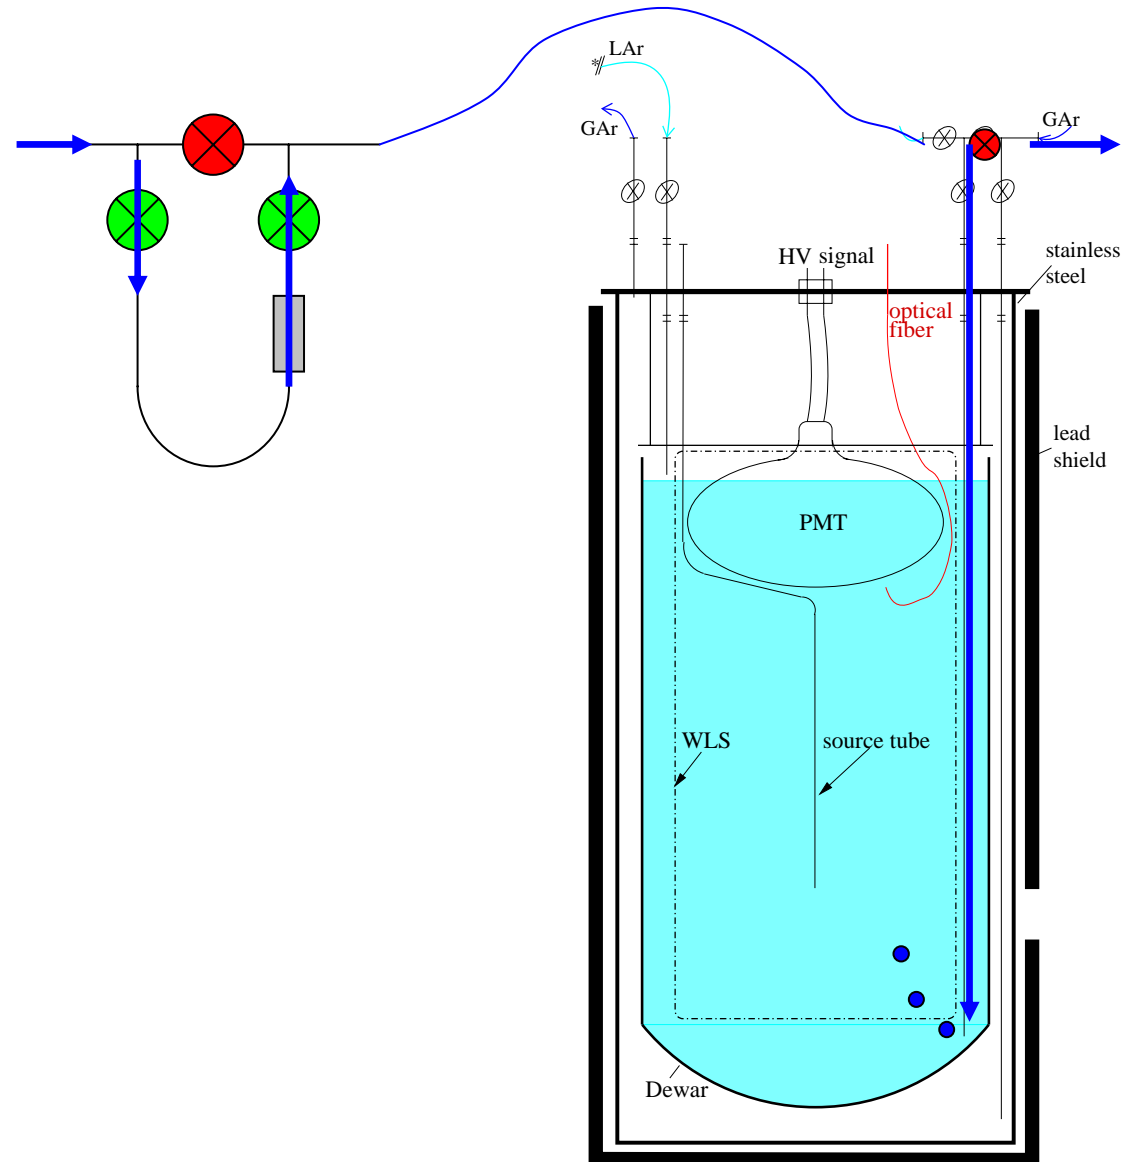 LAr
*
GAr
GAr
HV signal
stainless
steel
optical
fiber
lead
shield
PMT
WLS
source tube
Dewar